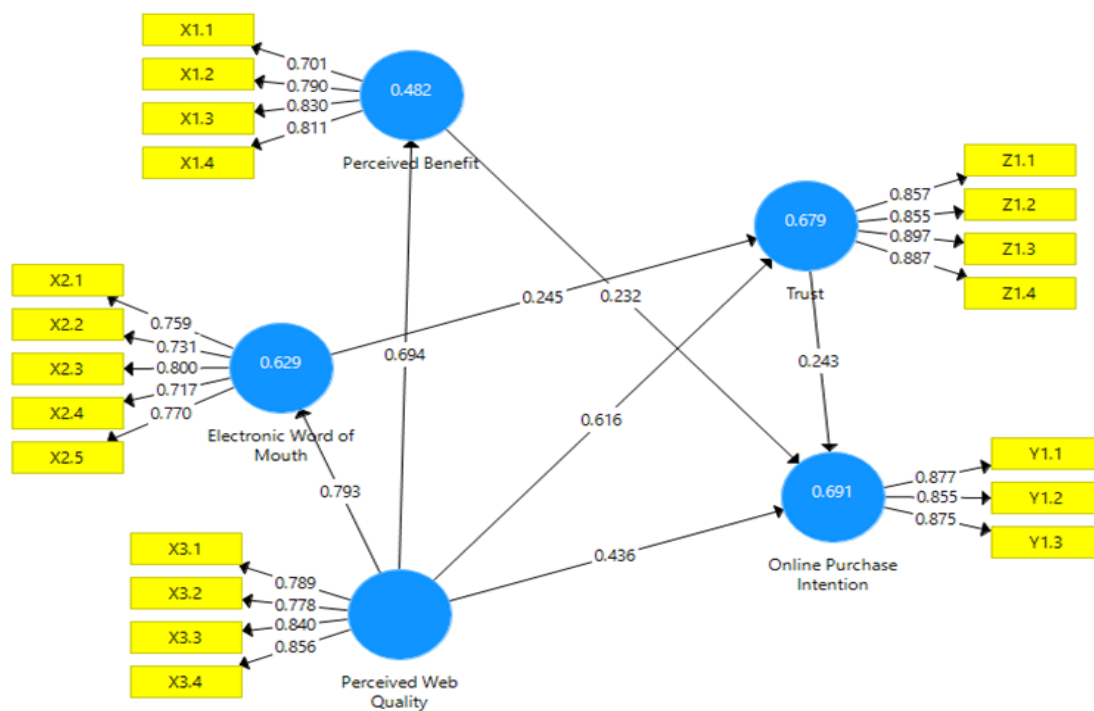 X1.1
X1.2
X1.3
X1.4
0.701
0.790
0.830
0.811
0.482
Perceived Benefit
Z1.1
Z1.2
Z1.3
Z1.4
0.857
0.855
0.897
0.887
0.679
Trust
X2.1
X2.2
X2.3
X2.4
X2.5
0.759
0.731
0.800
0.717
0.770
0.629
Electronic Word of
Mouth
0.245
0.232
0.694
0.243
0.616
0.793
0.436
Y1.1
Y1.2
Y1.3
0.877
0.855
0.875
0.691
Online Purchase
Intention
X3.1
X3.2
X3.3
X3.4
0.789
0.778
0.840
0.856
Perceived Web
Quality